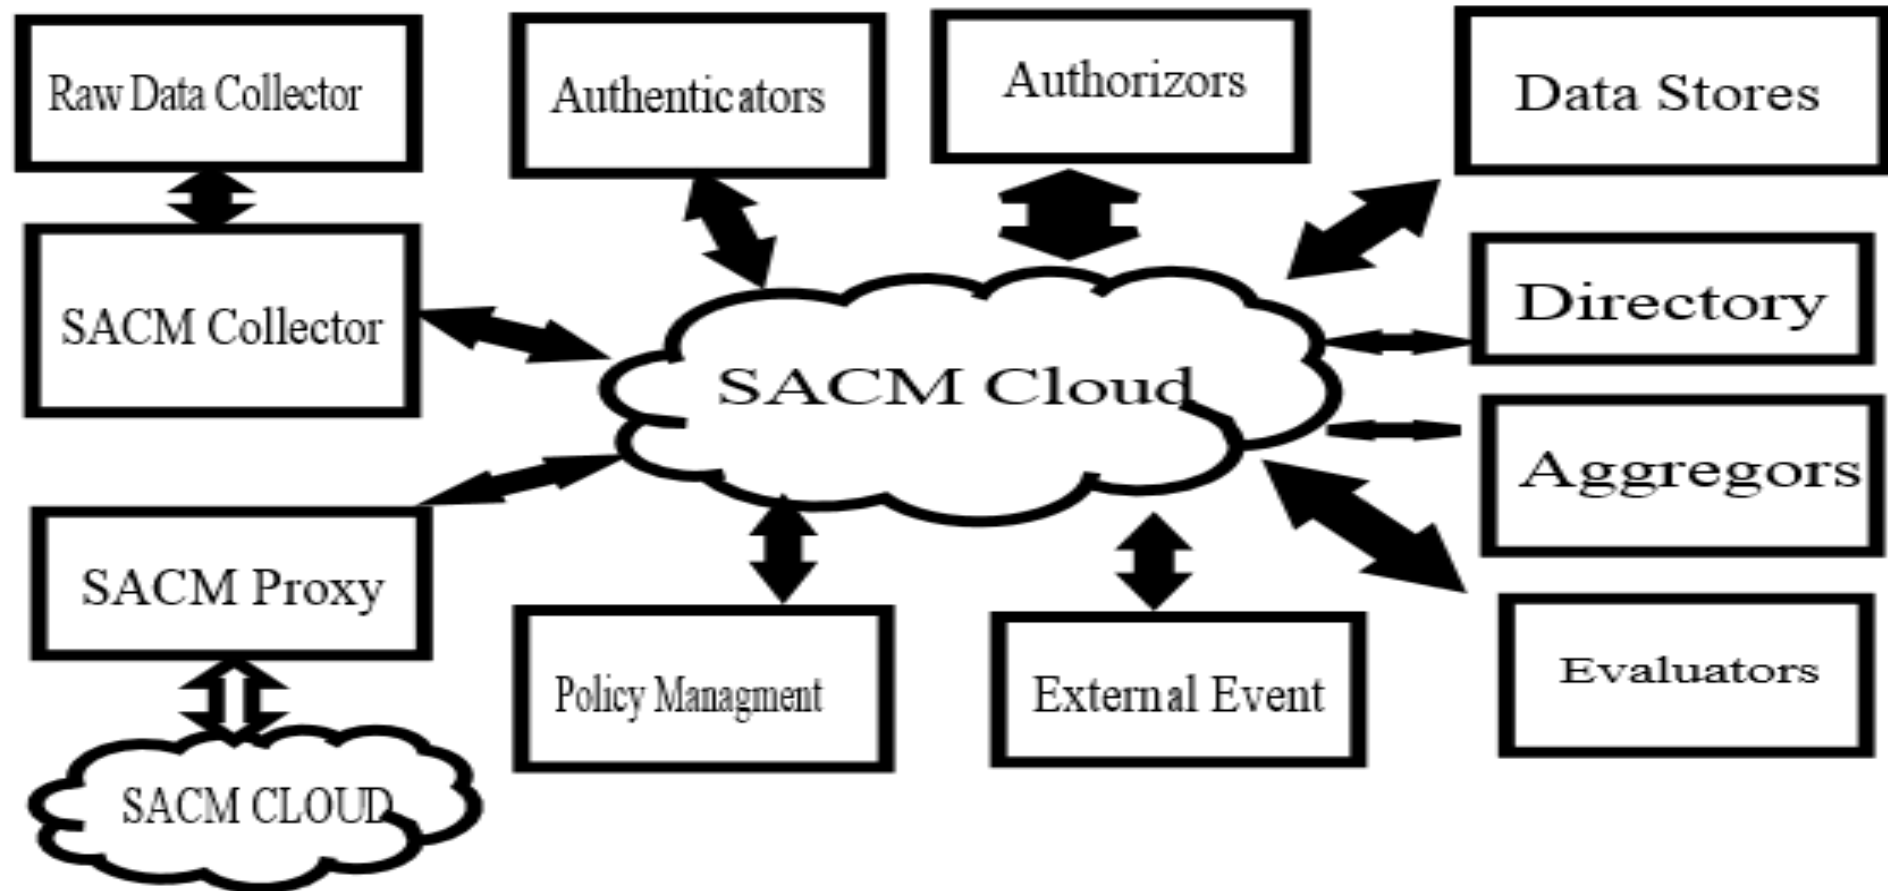 Raw Data Collector
Authenticators
Authorizors
Data Stores
SACM Collector
Directory
SACM Cloud
Aggregors
SACM Proxy
Policy Managment
External Event
Evaluators
SACM CLOUD